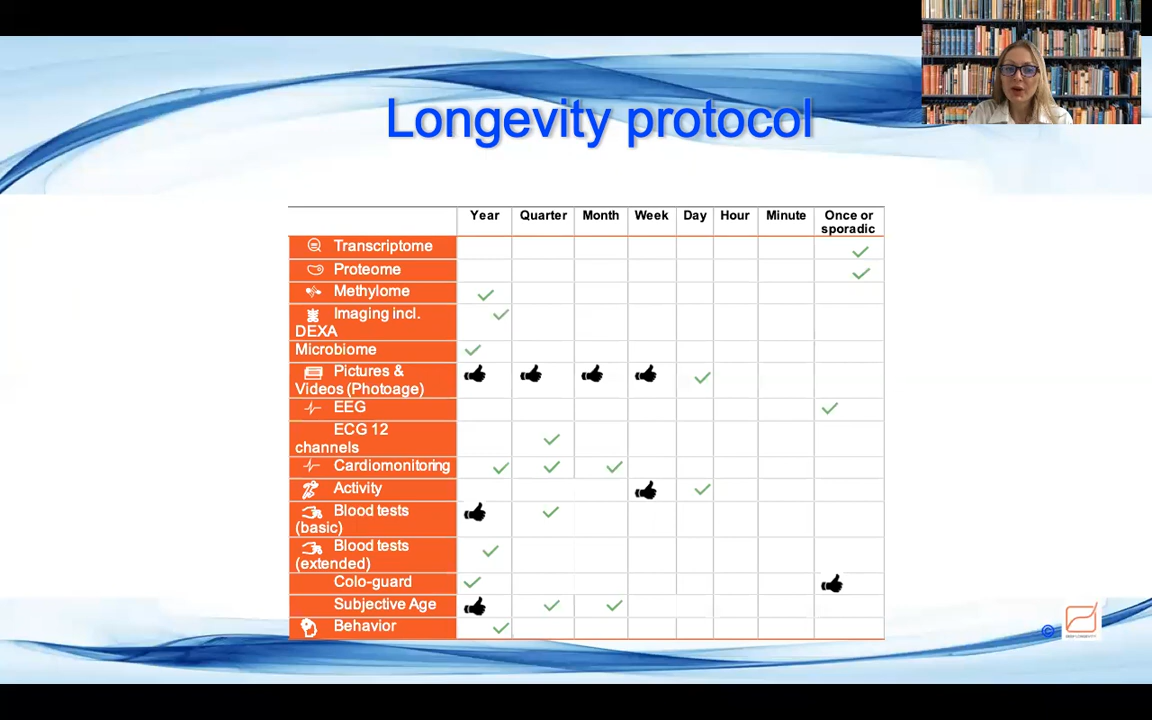 Longevity protocol
Year Quarter Month Week Day Hour Minute Once or
sporadic
Transcriptome
Proteome
Methylome
Imaging incl.
DEXA
Microbiome
Pictures &
Videos (Photoage)
EEG
ECG 12
channels
Cardiomonitoring
Activity
Blood tests
(basic)
Blood tests
(extended)
Colo-guard
Subjective Age
Behavior
©